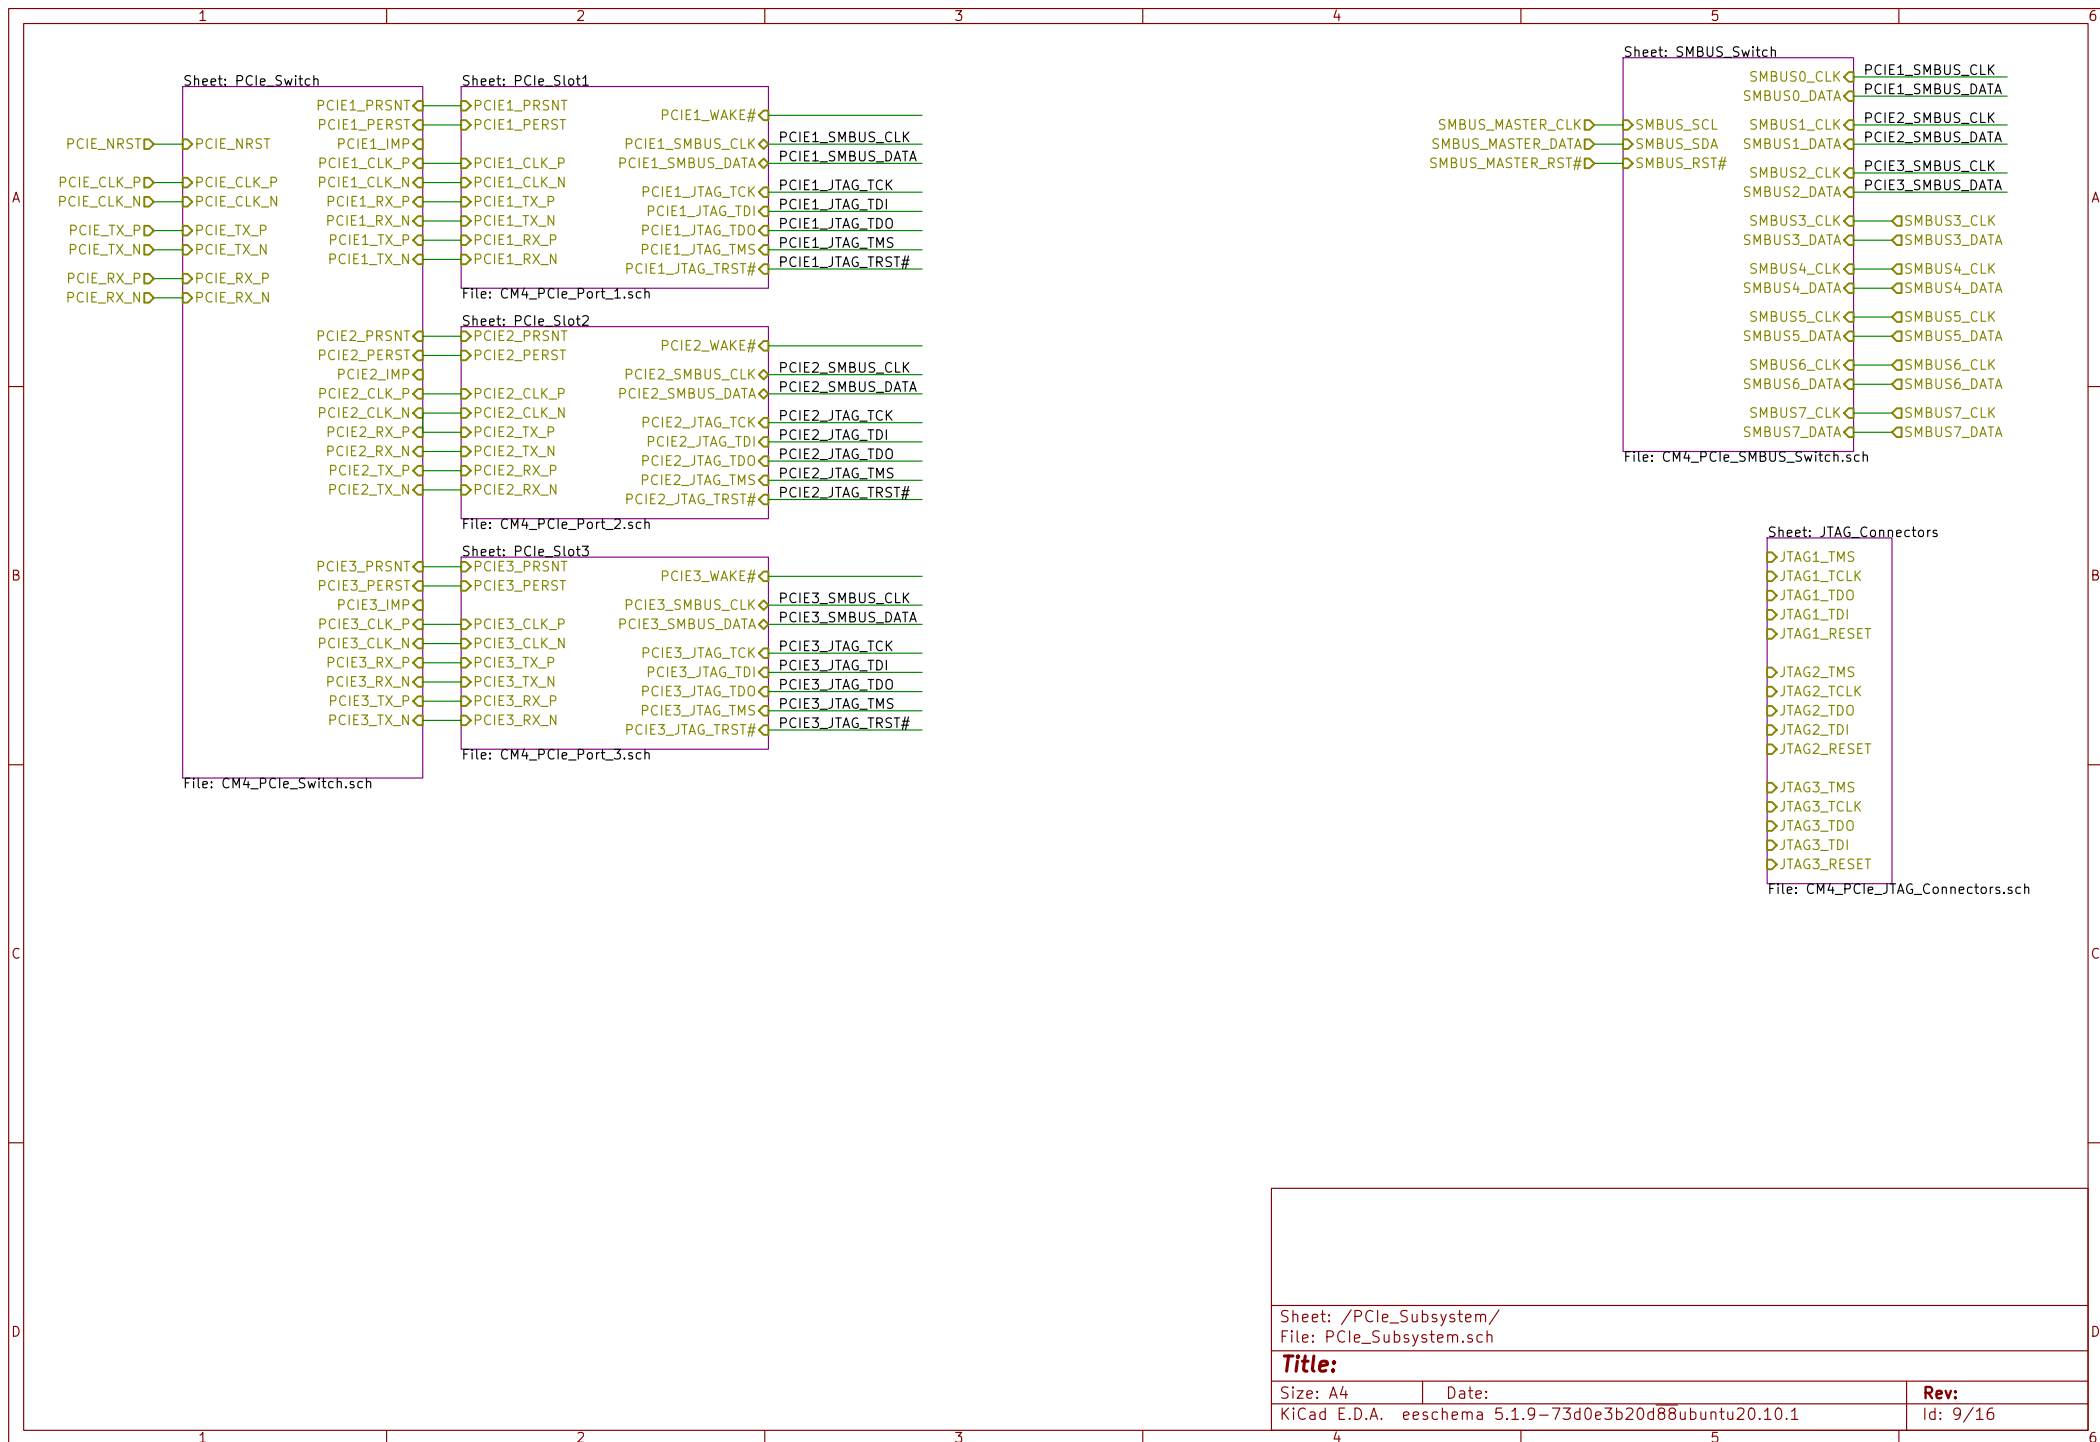 1 2 3 4 5 6
A
B
C
D
Sheet: PCIe_Switch
PCIE_NRST
PCIE_CLK_P
PCIE_CLK_N
PCIE_TX_P
PCIE_TX_N
PCIE_RX_P
PCIE_RX_N
PCIE_NRST
PCIE_CLK_P
PCIE_CLK_N
PCIE_TX_P
PCIE_TX_N
PCIE_RX_P
PCIE_RX_N
PCIE1_PRSNT
PCIE1_PERST
PCIE1_IMP
PCIE1_CLK_P
PCIE1_CLK_N
PCIE1_RX_P
PCIE1_RX_N
PCIE1_TX_P
PCIE1_TX_N
PCIE2_PRSNT
PCIE2_PERST
PCIE2_IMP
PCIE2_CLK_P
PCIE2_CLK_N
PCIE2_RX_P
PCIE2_RX_N
PCIE2_TX_P
PCIE2_TX_N
PCIE3_PRSNT
PCIE3_PERST
PCIE3_IMP
PCIE3_CLK_P
PCIE3_CLK_N
PCIE3_RX_P
PCIE3_RX_N
PCIE3_TX_P
PCIE3_TX_N
File: CM4_PCIe_Switch.sch
Sheet: PCIe_Slot1
PCIE1_PRSNT
PCIE1_PERST
PCIE1_CLK_P
PCIE1_CLK_N
PCIE1_TX_P
PCIE1_TX_N
PCIE1_RX_P
PCIE1_RX_N
PCIE1_WAKE#
PCIE1_SMBUS_CLK
PCIE1_SMBUS_DATA
PCIE1_JTAG_TCK
PCIE1_JTAG_TDI
PCIE1_JTAG_TDO
PCIE1_JTAG_TMS
PCIE1_JTAG_TRST#
PCIE1_SMBUS_CLK
PCIE1_SMBUS_DATA
PCIE1_JTAG_TCK
PCIE1_JTAG_TDI
PCIE1_JTAG_TDO
PCIE1_JTAG_TMS
PCIE1_JTAG_TRST#
File: CM4_PCIe_Port_1.sch
Sheet: PCIe_Slot2
PCIE2_PRSNT
PCIE2_PERST
PCIE2_CLK_P
PCIE2_CLK_N
PCIE2_TX_P
PCIE2_TX_N
PCIE2_RX_P
PCIE2_RX_N
PCIE2_WAKE#
PCIE2_SMBUS_CLK
PCIE2_SMBUS_DATA
PCIE2_JTAG_TCK
PCIE2_JTAG_TDI
PCIE2_JTAG_TDO
PCIE2_JTAG_TMS
PCIE2_JTAG_TRST#
PCIE2_SMBUS_CLK
PCIE2_SMBUS_DATA
PCIE2_JTAG_TCK
PCIE2_JTAG_TDI
PCIE2_JTAG_TDO
PCIE2_JTAG_TMS
PCIE2_JTAG_TRST#
File: CM4_PCIe_Port_2.sch
Sheet: PCIe_Slot3
PCIE3_PRSNT
PCIE3_PERST
PCIE3_CLK_P
PCIE3_CLK_N
PCIE3_TX_P
PCIE3_TX_N
PCIE3_RX_P
PCIE3_RX_N
PCIE3_WAKE#
PCIE3_SMBUS_CLK
PCIE3_SMBUS_DATA
PCIE3_JTAG_TCK
PCIE3_JTAG_TDI
PCIE3_JTAG_TDO
PCIE3_JTAG_TMS
PCIE3_JTAG_TRST#
PCIE3_SMBUS_CLK
PCIE3_SMBUS_DATA
PCIE3_JTAG_TCK
PCIE3_JTAG_TDI
PCIE3_JTAG_TDO
PCIE3_JTAG_TMS
PCIE3_JTAG_TRST#
File: CM4_PCIe_Port_3.sch
Sheet: SMBUS_Switch
SMBUS_MASTER_CLK
SMBUS_MASTER_DATA
SMBUS_MASTER_RST#
SMBUS_SCL
SMBUS_SDA
SMBUS_RST#
SMBUS0_CLK
SMBUS0_DATA
SMBUS1_CLK
SMBUS1_DATA
SMBUS2_CLK
SMBUS2_DATA
SMBUS3_CLK
SMBUS3_DATA
SMBUS4_CLK
SMBUS4_DATA
SMBUS5_CLK
SMBUS5_DATA
SMBUS6_CLK
SMBUS6_DATA
SMBUS7_CLK
SMBUS7_DATA
PCIE1_SMBUS_CLK
PCIE1_SMBUS_DATA
PCIE2_SMBUS_CLK
PCIE2_SMBUS_DATA
PCIE3_SMBUS_CLK
PCIE3_SMBUS_DATA
SMBUS3_CLK
SMBUS3_DATA
SMBUS4_CLK
SMBUS4_DATA
SMBUS5_CLK
SMBUS5_DATA
SMBUS6_CLK
SMBUS6_DATA
SMBUS7_CLK
SMBUS7_DATA
File: CM4_PCIe_SMBUS_Switch.sch
Sheet: JTAG_Connectors
JTAG1_TMS
JTAG1_TCLK
JTAG1_TDO
JTAG1_TDI
JTAG1_RESET
JTAG2_TMS
JTAG2_TCLK
JTAG2_TDO
JTAG2_TDI
JTAG2_RESET
JTAG3_TMS
JTAG3_TCLK
JTAG3_TDO
JTAG3_TDI
JTAG3_RESET
File: CM4_PCIe_JTAG_Connectors.sch
A
B
C
D
Sheet: /PCIe_Subsystem/
File: PCIe_Subsystem.sch
Title:
Size: A4 Date: Rev:
KiCad E.D.A. eeschema 5.1.9-73d0e3b20d88ubuntu20.10.1 Id: 9/16
1 2 3 4 5 6